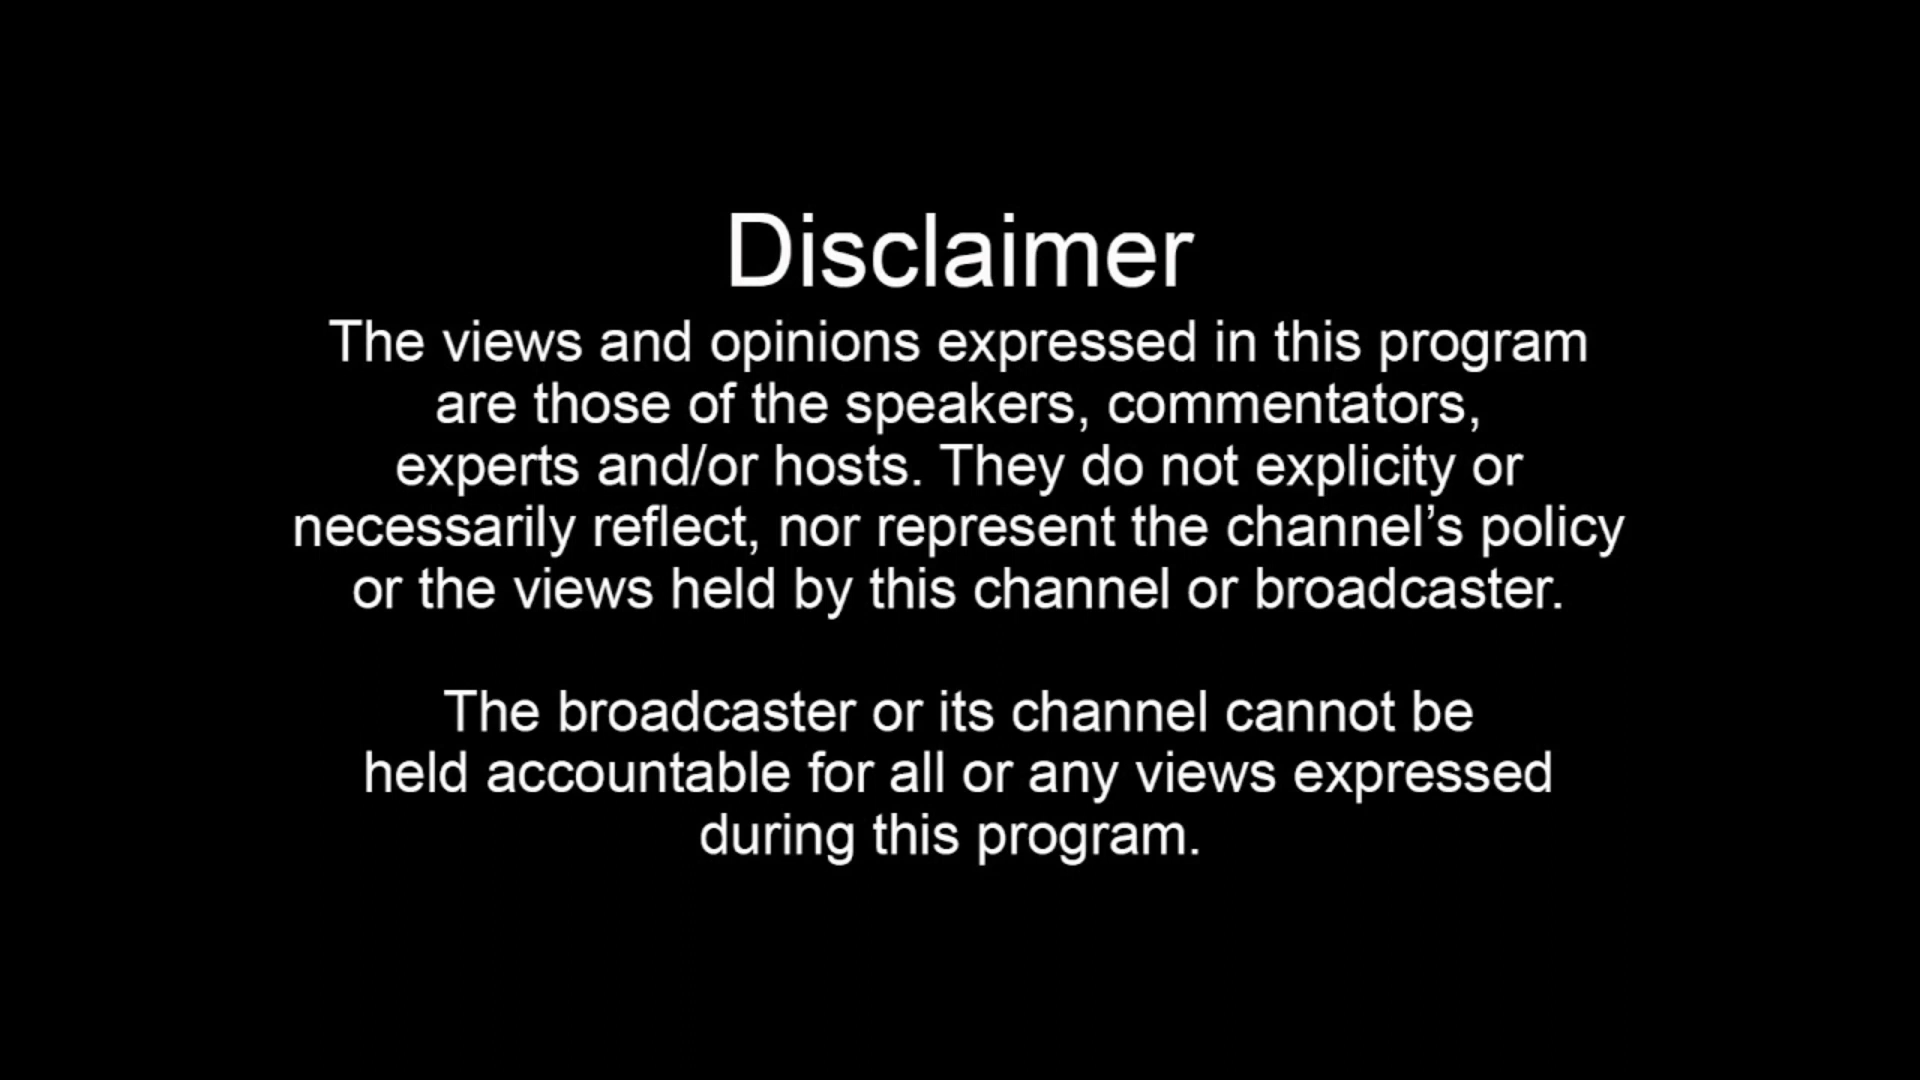 Disclaimer
The views and opinions expressed in this program
are those of the speakers, commentators,
experts and/or hosts. They do not explicity or
necessarily reflect, nor represent the channel’s policy
or the views held by this channel or broadcaster.
The broadcaster or its channel cannot be
held accountable for all or any views expressed
during this program.